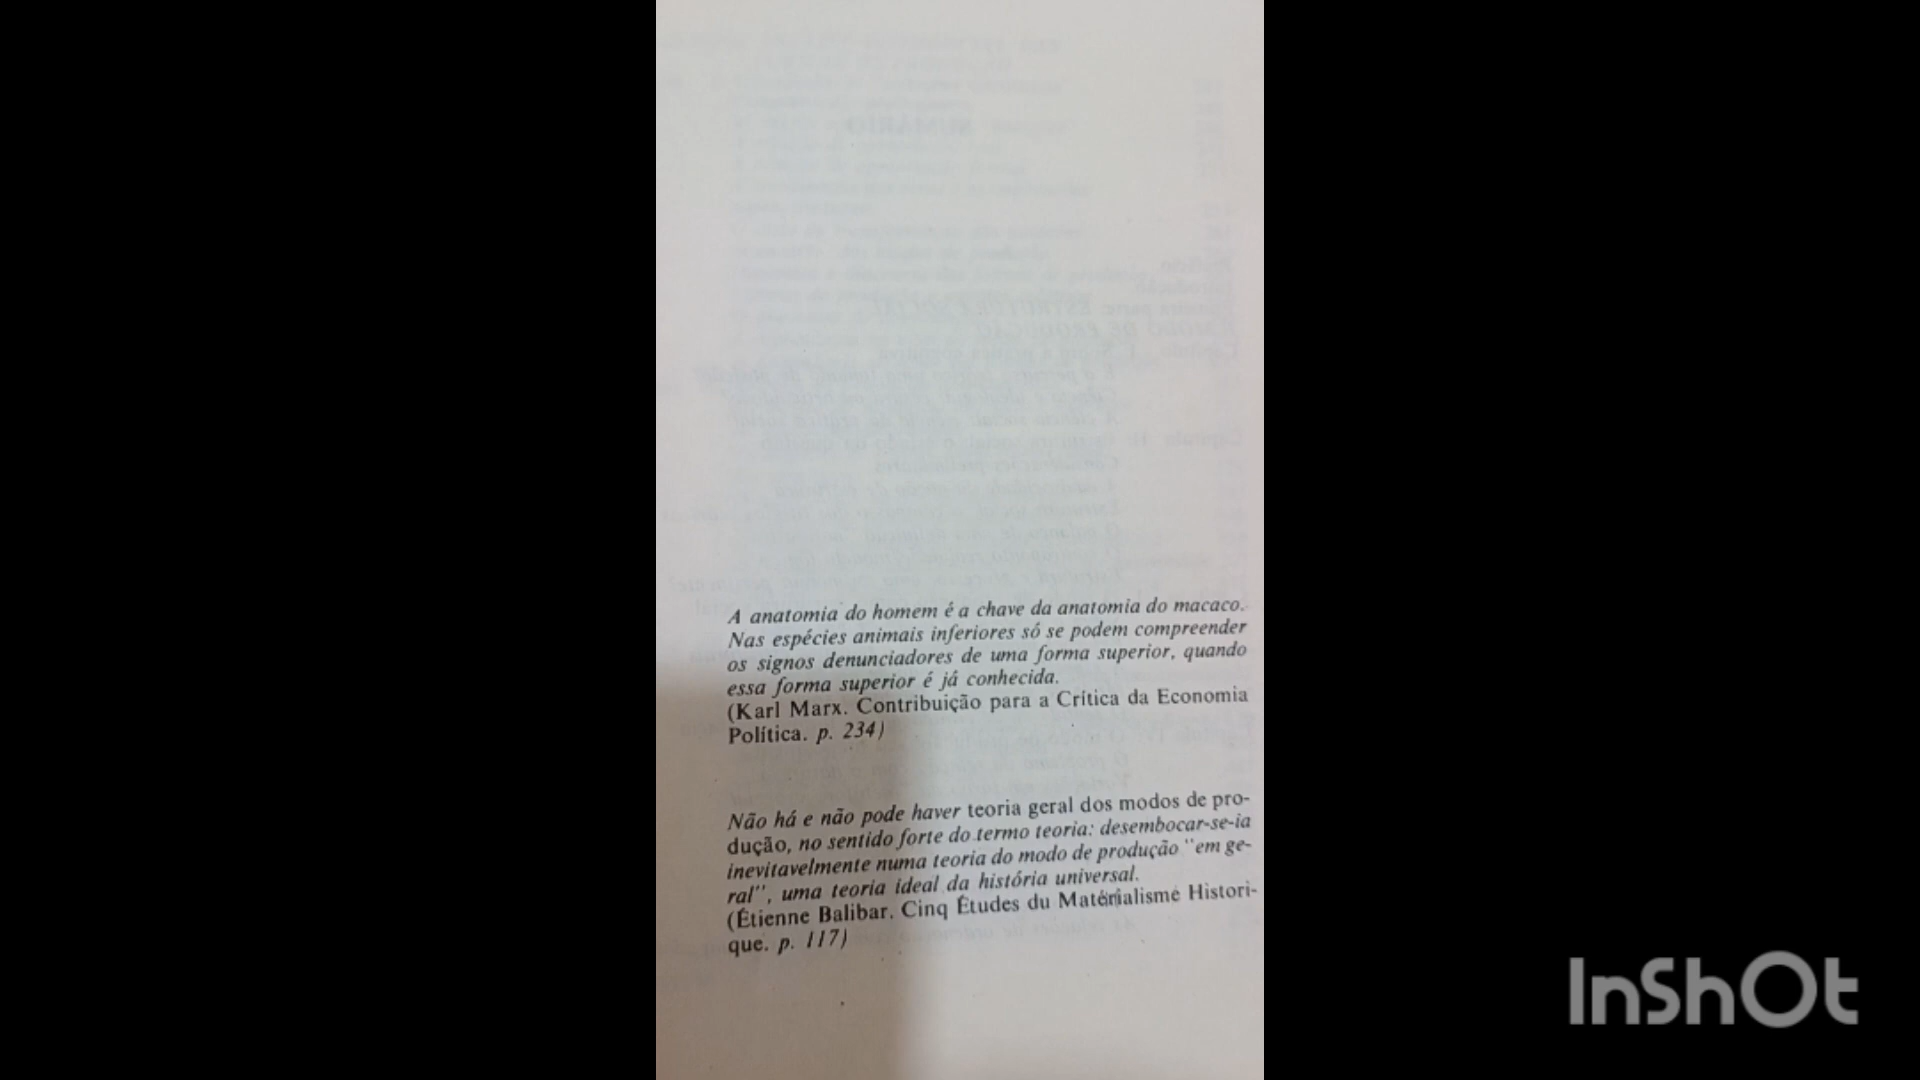 A anatomia do homem é a chave da anatomia do macaco.
Nas espécies animais inferiores só se podem compreender
os signos denunciadores de uma forma superior, quando
essa forma superior é já conhecida.
(Karl Marx. Contribuição para a Crítica da Economia
Política. p. 234)
Não há e não pode haver teoria geral dos modos de pro-
dução, no sentido forte do termo teoria: desembocar-se-ia
inevitavelmente numa teoria do modo de produção "em ge-
ral", uma teoria ideal da história universal.
(Étienne Balibar. Cinq Études du Matérialisme Histori-
que. p. 117)
InShOt